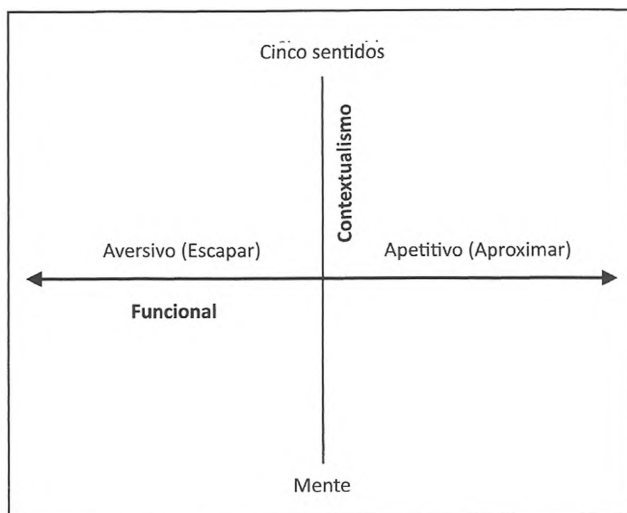 Cinco sentidos
Contextualismo
Aversivo (Escapar)
Apetitivo (Aproximar)
Funcional
Mente